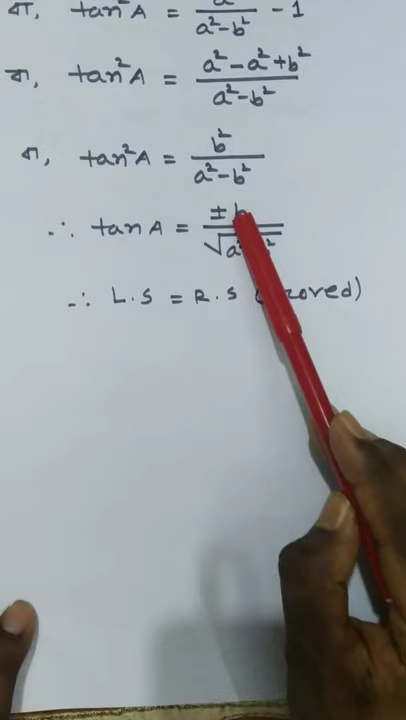 বা, tan²A = a²/(a²-b²) - 1
বা, tan²A = (a²-a²+b²)/(a²-b²)
বা, tan²A = b²/(a²-b²)
∴ tan A = ±b/√(a²-b²)
∴ L.S = R.S (Proved)